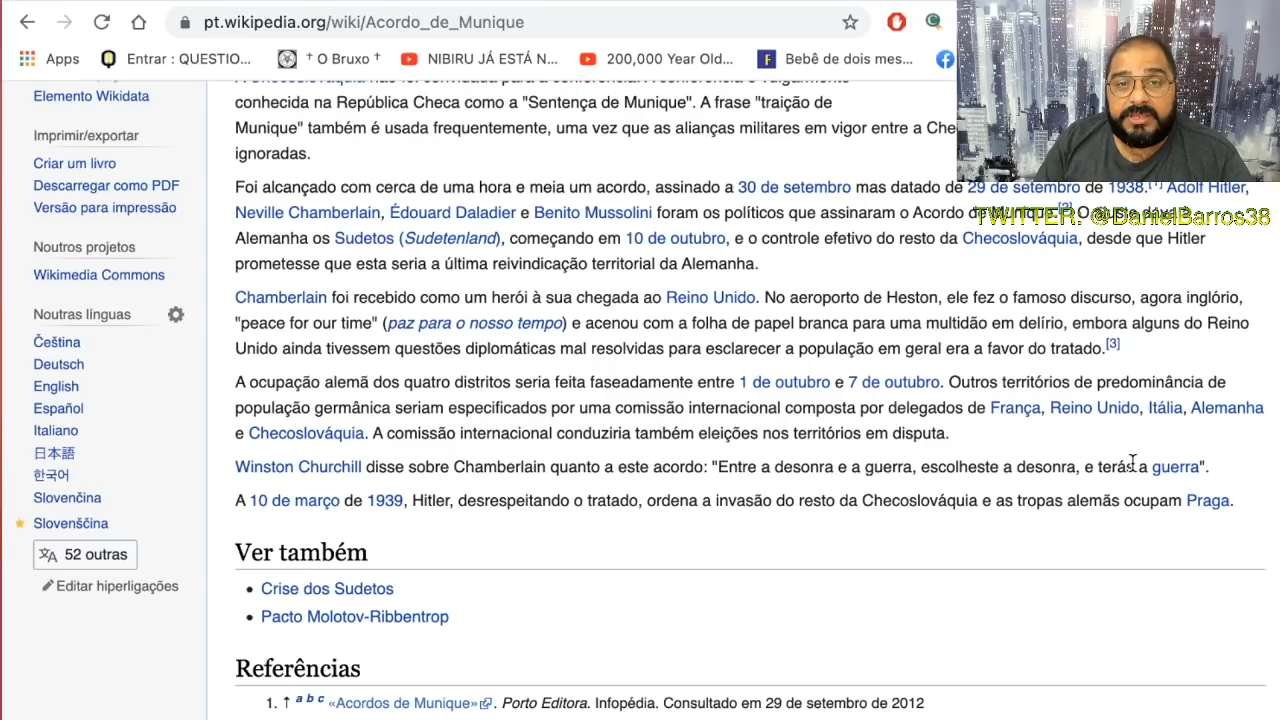 pt.wikipedia.org/wiki/Acordo_de_Munique
Apps
Entrar : QUESTIO...
† O Bruxo †
NIBIRU JÁ ESTÁ N...
200,000 Year Old...
Bebê de dois mes...
Elemento Wikidata
Imprimir/exportar
Criar um livro
Descarregar como PDF
Versão para impressão
Noutros projetos
Wikimedia Commons
Noutras línguas
Čeština
Deutsch
English
Español
Italiano
日本語
한국어
Slovenčina
Slovenščina
52 outras
Editar hiperligações
conhecida na República Checa como a "Sentença de Munique". A frase "traição de
Munique" também é usada frequentemente, uma vez que as alianças militares em vigor entre a Che
ignoradas.
Foi alcançado com cerca de uma hora e meia um acordo, assinado a 30 de setembro mas datado de 29 de setembro de 1938.[1] Adolf Hitler,
Neville Chamberlain, Édouard Daladier e Benito Mussolini foram os políticos que assinaram o Acordo de Munique.[2]
TWITTER: @DanielBarros38
Alemanha os Sudetos (Sudetenland), começando em 10 de outubro, e o controle efetivo do resto da Checoslováquia, desde que Hitler
prometesse que esta seria a última reivindicação territorial da Alemanha.
Chamberlain foi recebido como um herói à sua chegada ao Reino Unido. No aeroporto de Heston, ele fez o famoso discurso, agora inglório,
"peace for our time" (paz para o nosso tempo) e acenou com a folha de papel branca para uma multidão em delírio, embora alguns do Reino
Unido ainda tivessem questões diplomáticas mal resolvidas para esclarecer a população em geral era a favor do tratado.[3]
A ocupação alemã dos quatro distritos seria feita faseadamente entre 1 de outubro e 7 de outubro. Outros territórios de predominância de
população germânica seriam especificados por uma comissão internacional composta por delegados de França, Reino Unido, Itália, Alemanha
e Checoslováquia. A comissão internacional conduziria também eleições nos territórios em disputa.
Winston Churchill disse sobre Chamberlain quanto a este acordo: "Entre a desonra e a guerra, escolheste a desonra, e terás a guerra".
A 10 de março de 1939, Hitler, desrespeitando o tratado, ordena a invasão do resto da Checoslováquia e as tropas alemãs ocupam Praga.
Ver também
Crise dos Sudetos
Pacto Molotov-Ribbentrop
Referências
1. ↑ a b c «Acordos de Munique». Porto Editora. Infopédia. Consultado em 29 de setembro de 2012